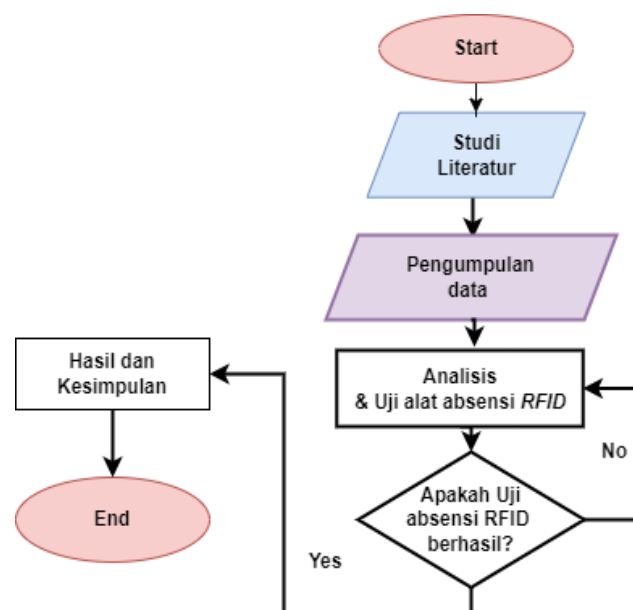 Start
Studi
Literatur
Pengumpulan
data
Analisis
& Uji alat absensi RFID
Apakah Uji
absensi RFID
berhasil?
No
Yes
Hasil dan
Kesimpulan
End